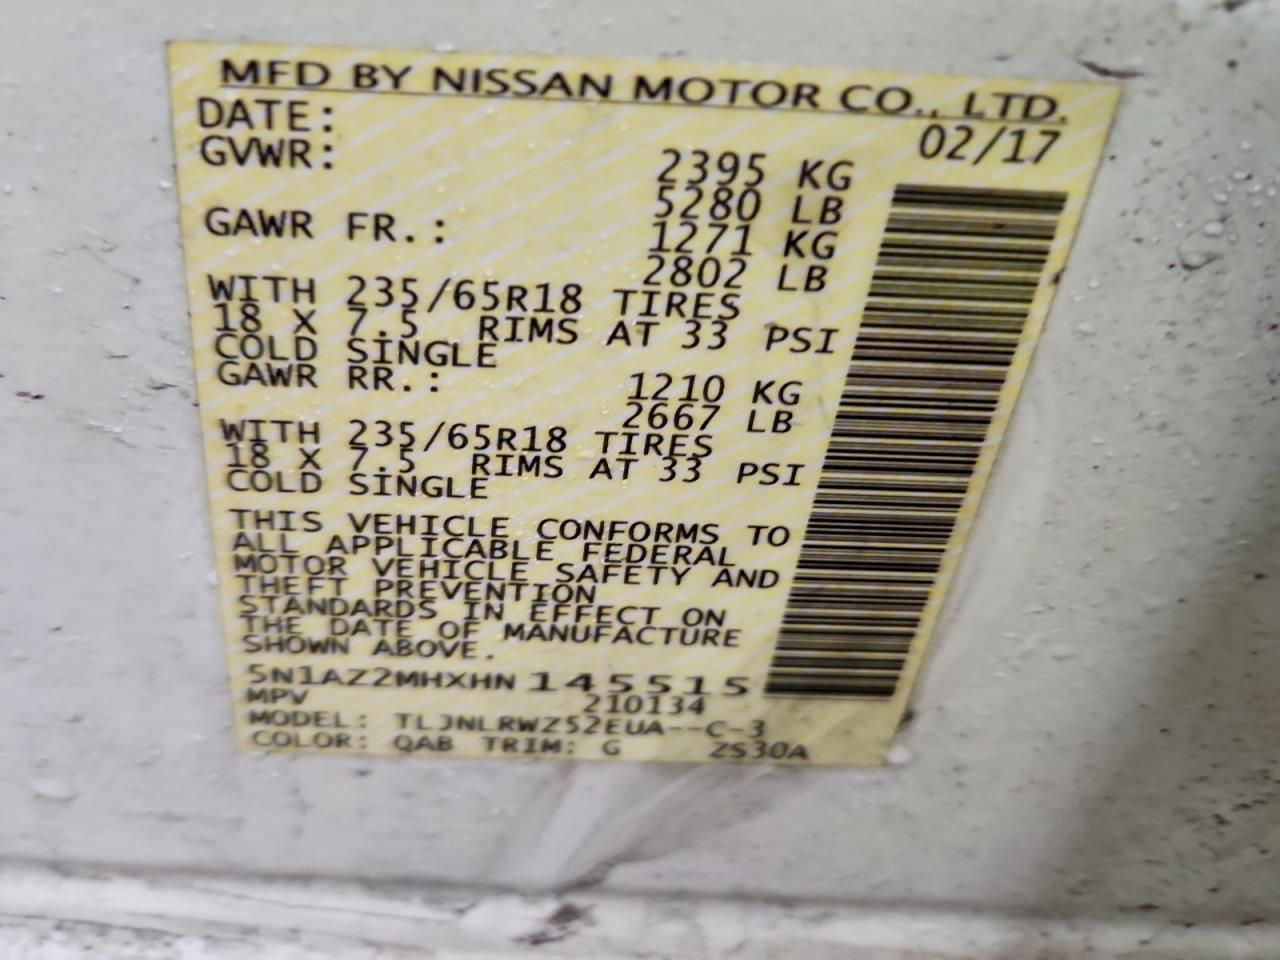 MFD BY NISSAN MOTOR CO., LTD.
DATE: 02/17
GVWR: 2395 KG
5280 LB
GAWR FR.: 1271 KG
2802 LB
WITH 235/65R18 TIRES
18 X 7.5 RIMS AT 33 PSI
COLD SINGLE
GAWR RR.: 1210 KG
2667 LB
WITH 235/65R18 TIRES
18 X 7.5 RIMS AT 33 PSI
COLD SINGLE
THIS VEHICLE CONFORMS TO
ALL APPLICABLE FEDERAL
MOTOR VEHICLE SAFETY AND
THEFT PREVENTION
STANDARDS IN EFFECT ON
THE DATE OF MANUFACTURE
SHOWN ABOVE.
5N1AZ2MHXHN145515
MPV 210134
MODEL: TLJNLRWZ52EUA--C-3
COLOR: QAB TRIM: G ZS30A